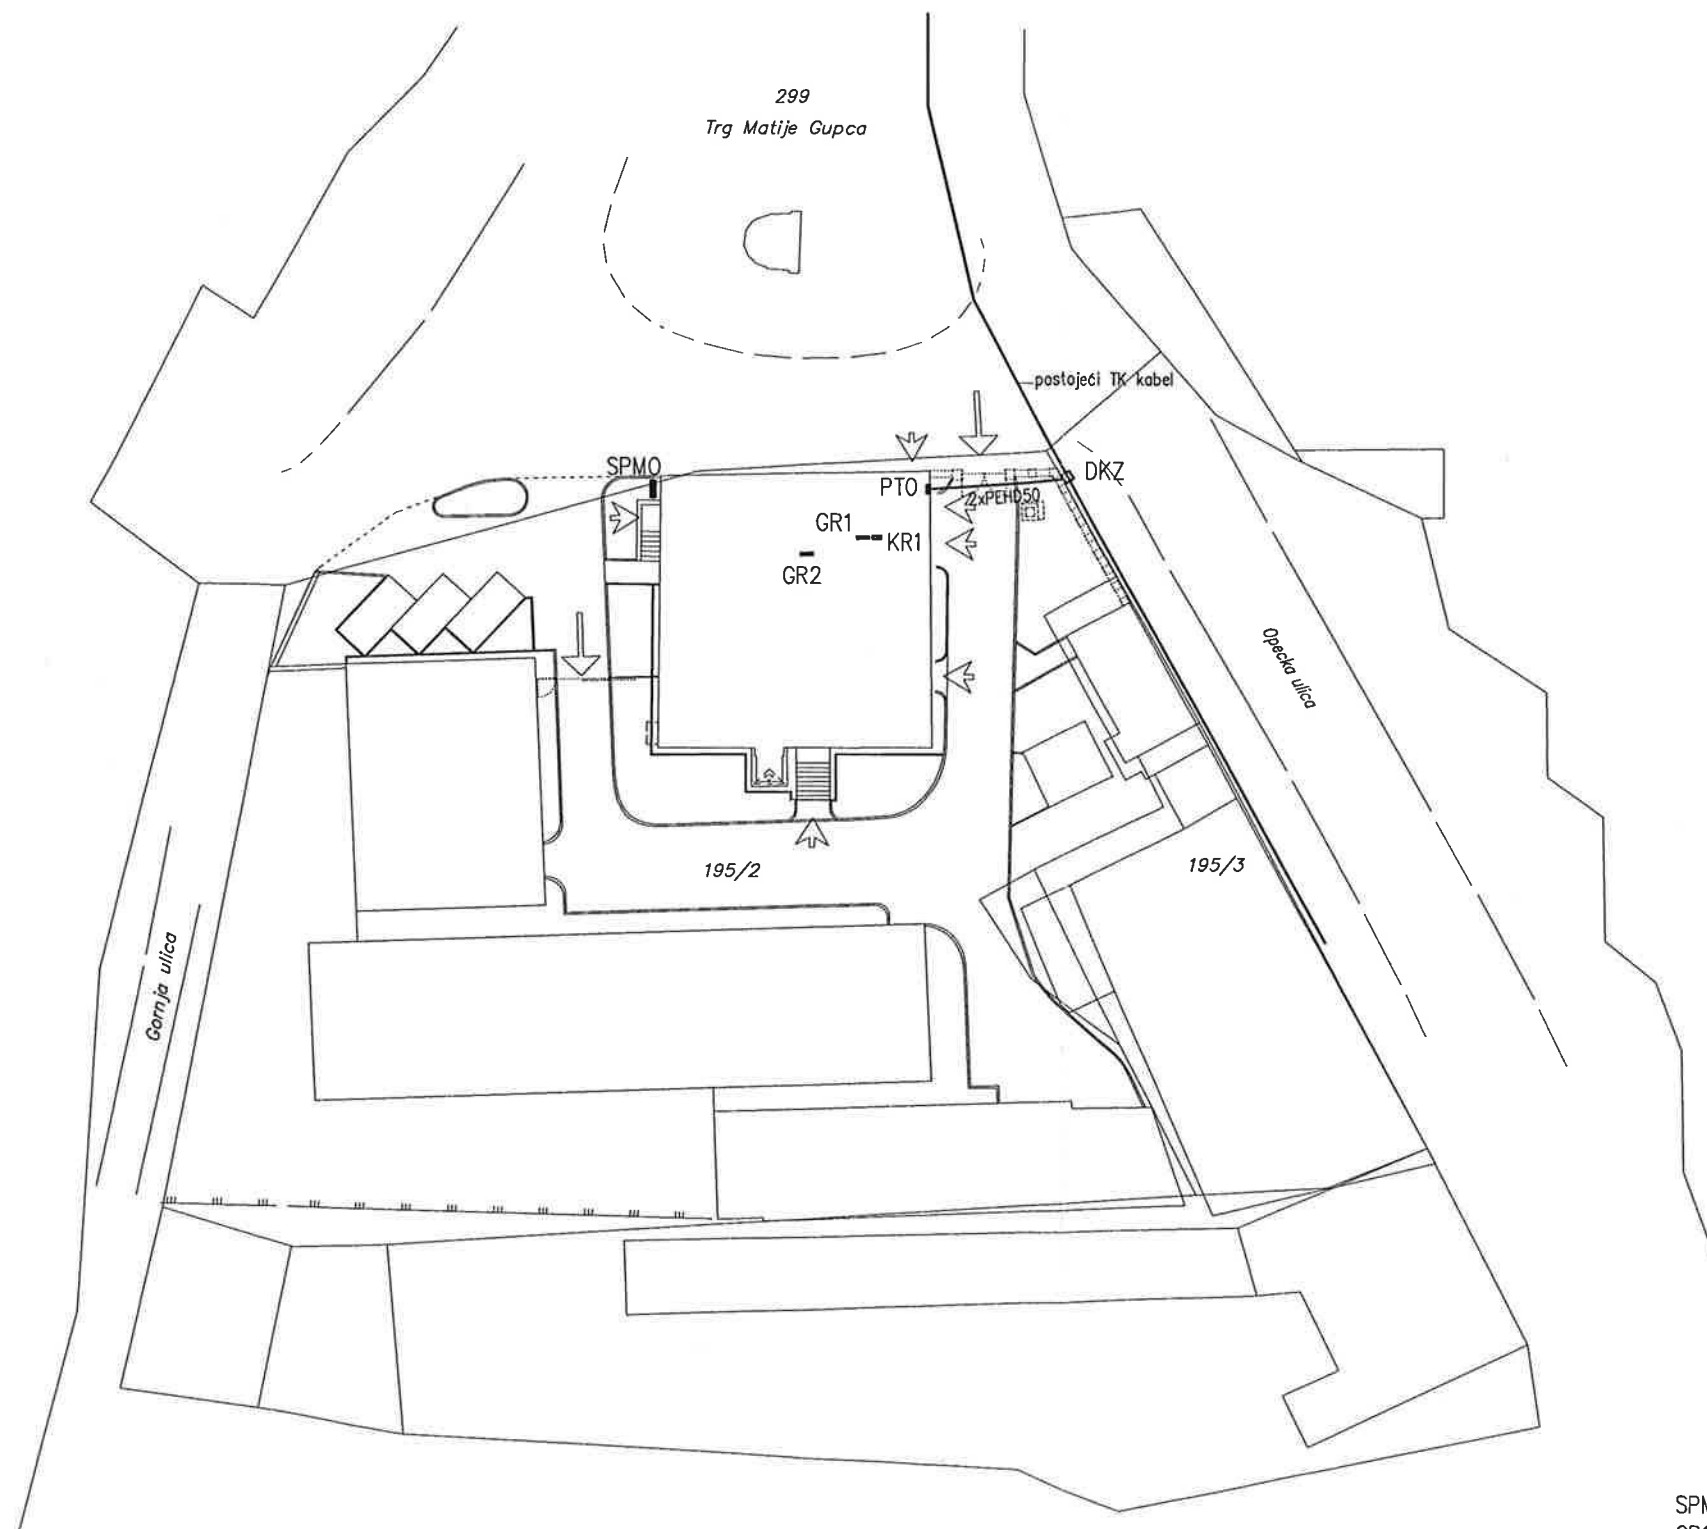 299
Trg Matije Gupca
postojeći TK kabel
SPMO
PTO
DKZ
2xPEHD50
GR1
KR1
GR2
Opecka ulica
195/2
195/3
Gornja ulica
SPM